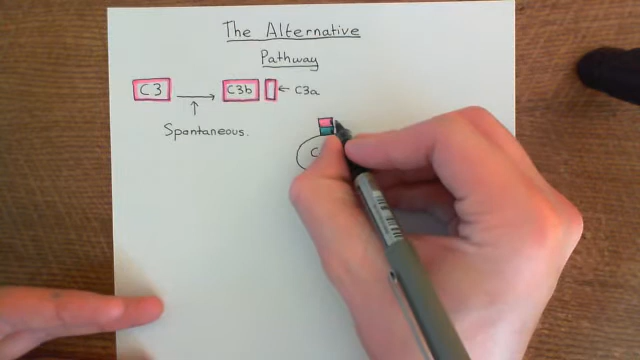 The Alternative
Pathway
C3
C3b
C3a
Spontaneous.